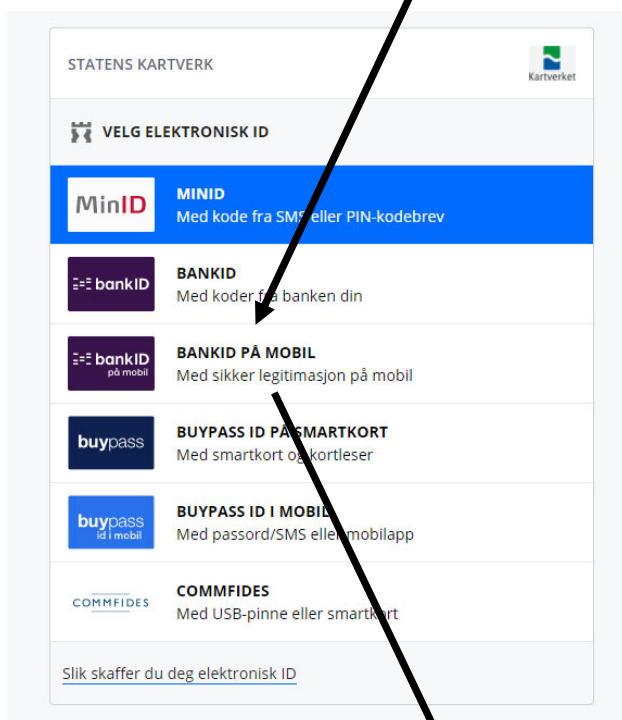 STATENS KARTVERK
Kartverket
VELG ELEKTRONISK ID
MinID
MINID
Med kode fra SMS eller PIN-kodebrev
bankID
BANKID
Med koder fra banken din
bankID
på mobil
BANKID PÅ MOBIL
Med sikker legitimasjon på mobil
buypass
BUYPASS ID PÅ SMARTKORT
Med smartkort og kortleser
buypass
id i mobil
BUYPASS ID I MOBIL
Med passord/SMS eller mobilapp
COMMFIDES
COMMFIDES
Med USB-pinne eller smartkort
Slik skaffer du deg elektronisk ID